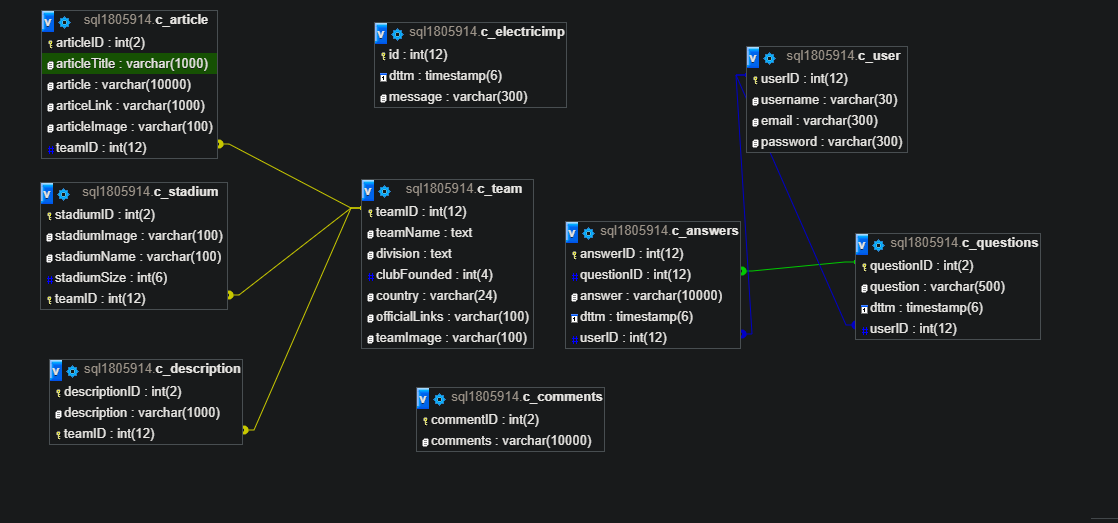 v sql1805914.c_article
articleID : int(2)
articleTitle : varchar(1000)
article : varchar(10000)
articeLink : varchar(1000)
articleImage : varchar(100)
teamID : int(12)
v sql1805914.c_electricimp
id : int(12)
dttm : timestamp(6)
message : varchar(300)
v sql1805914.c_user
userID : int(12)
username : varchar(30)
email : varchar(300)
password : varchar(300)
v sql1805914.c_stadium
stadiumID : int(2)
stadiumImage : varchar(100)
stadiumName : varchar(100)
stadiumSize : int(6)
teamID : int(12)
v sql1805914.c_team
teamID : int(12)
teamName : text
division : text
clubFounded : int(4)
country : varchar(24)
officialLinks : varchar(100)
teamImage : varchar(100)
v sql1805914.c_answers
answerID : int(12)
questionID : int(12)
answer : varchar(10000)
dttm : timestamp(6)
userID : int(12)
v sql1805914.c_questions
questionID : int(2)
question : varchar(500)
dttm : timestamp(6)
userID : int(12)
v sql1805914.c_description
descriptionID : int(2)
description : varchar(1000)
teamID : int(12)
v sql1805914.c_comments
commentID : int(2)
comments : varchar(10000)